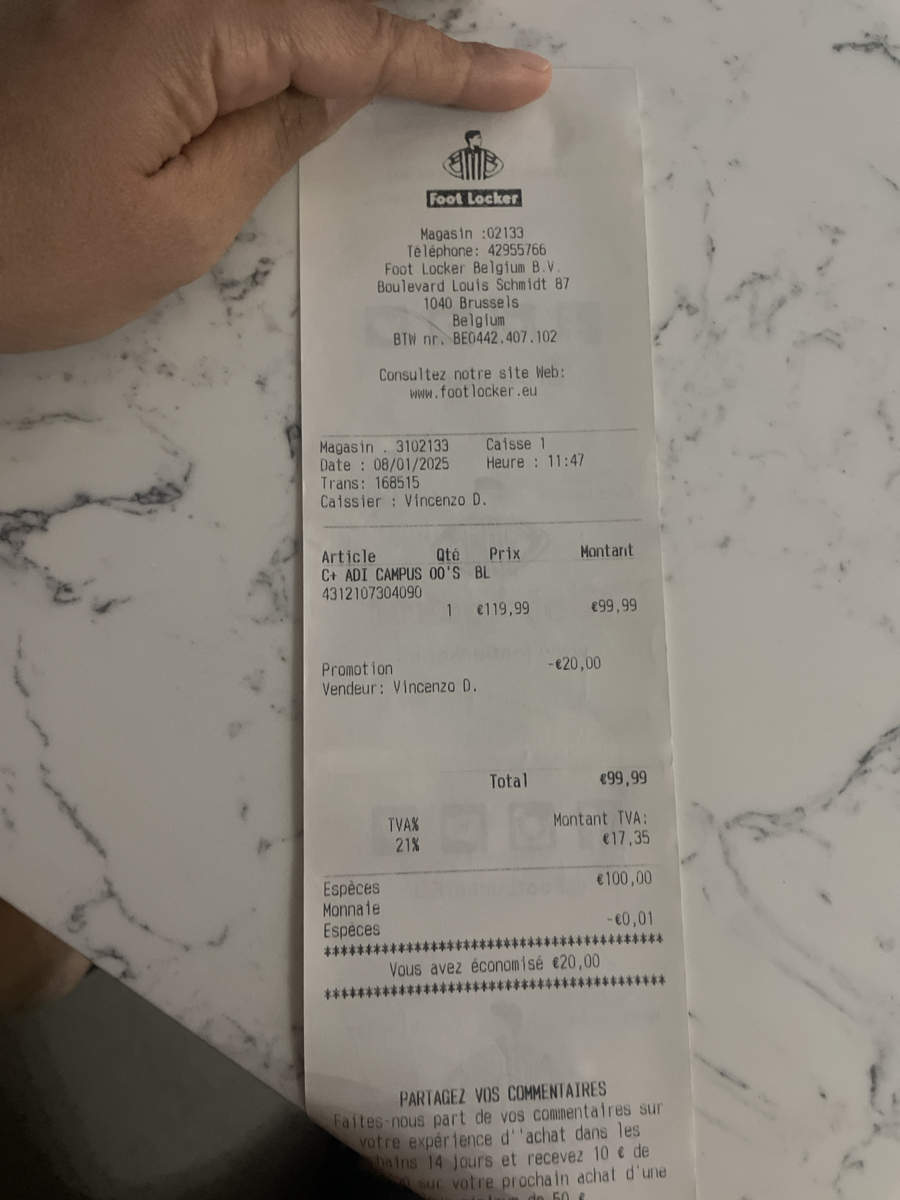 Foot Locker
Magasin :02133
Téléphone: 42955766
Foot Locker Belgium B.V.
Boulevard Louis Schmidt 87
1040 Brussels
Belgium
BTW nr. BE0442.407.102
Consultez notre site Web:
www.footlocker.eu
Magasin . 3102133 Caisse 1
Date : 08/01/2025 Heure : 11:47
Trans: 168515
Caissier : Vincenzo D.
Article Qté Prix Montant
C+ ADI CAMPUS 00'S BL
4312107304090
1 €119,99 €99,99
Promotion -€20,00
Vendeur: Vincenzo D.
Total €99,99
TVA% Montant TVA:
21% €17,35
Espèces €100,00
Monnaie
Espèces -€0,01
******************************************
Vous avez économisé €20,00
******************************************
PARTAGEZ VOS COMMENTAIRES
Faites-nous part de vos commentaires sur
votre expérience d''achat dans les
14 jours et recevez 10 € de
sur votre prochain achat d'une
de 50 €